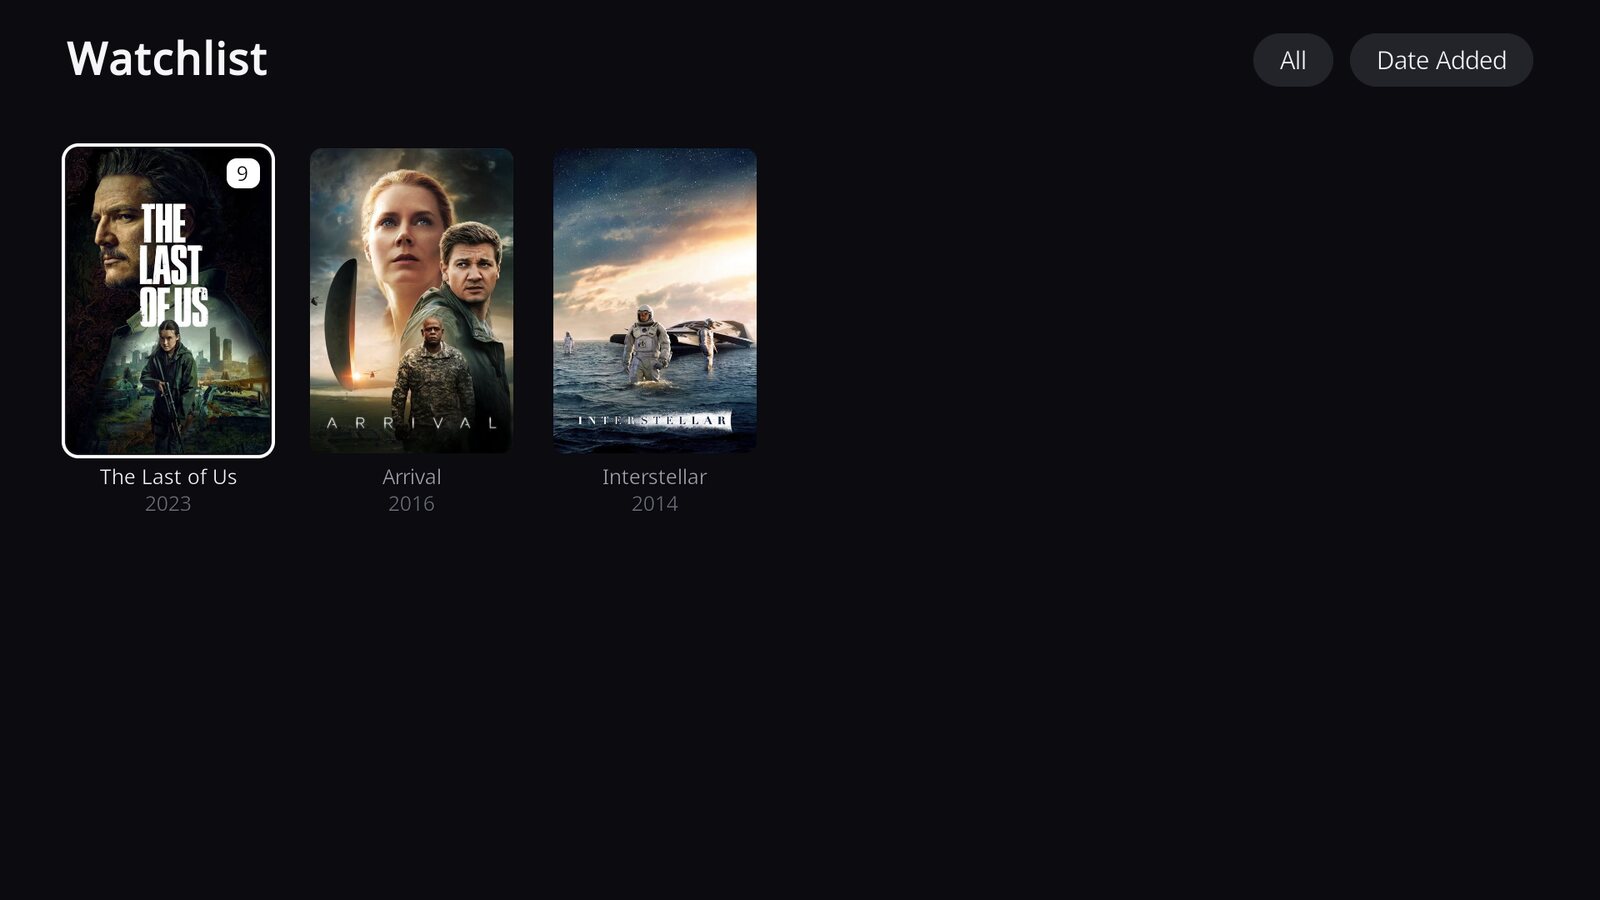 Watchlist
All
Date Added
9
THE
LAST
OF US
ARRIVAL
INTERSTELLAR
The Last of Us
2023
Arrival
2016
Interstellar
2014